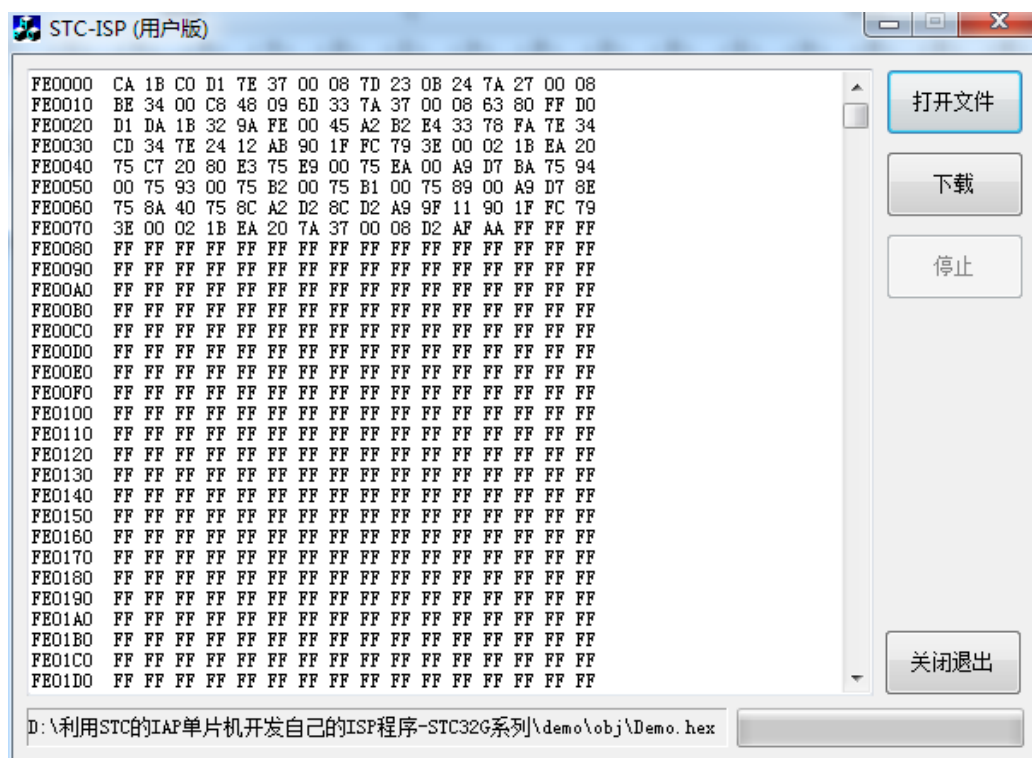 STC-ISP (用户版)
FE0000 CA 1B C0 D1 7E 37 00 08 7D 23 0B 24 7A 27 00 08
FE0010 BE 34 00 C8 48 09 6D 33 7A 37 00 08 63 80 FF D0
FE0020 D1 DA 1B 32 9A FE 00 45 A2 B2 E4 33 78 FA 7E 34
FE0030 CD 34 7E 24 12 AB 90 1F FC 79 3E 00 02 1B EA 20
FE0040 75 C7 20 80 E3 75 E9 00 75 EA 00 A9 D7 BA 75 94
FE0050 00 75 93 00 75 B2 00 75 B1 00 75 89 00 A9 D7 8E
FE0060 75 8A 40 75 8C A2 D2 8C D2 A9 9F 11 90 1F FC 79
FE0070 3E 00 02 1B EA 20 7A 37 00 08 D2 AF AA FF FF FF
FE0080 FF FF FF FF FF FF FF FF FF FF FF FF FF FF FF FF
FE0090 FF FF FF FF FF FF FF FF FF FF FF FF FF FF FF FF
FE00A0 FF FF FF FF FF FF FF FF FF FF FF FF FF FF FF FF
FE00B0 FF FF FF FF FF FF FF FF FF FF FF FF FF FF FF FF
FE00C0 FF FF FF FF FF FF FF FF FF FF FF FF FF FF FF FF
FE00D0 FF FF FF FF FF FF FF FF FF FF FF FF FF FF FF FF
FE00E0 FF FF FF FF FF FF FF FF FF FF FF FF FF FF FF FF
FE00F0 FF FF FF FF FF FF FF FF FF FF FF FF FF FF FF FF
FE0100 FF FF FF FF FF FF FF FF FF FF FF FF FF FF FF FF
FE0110 FF FF FF FF FF FF FF FF FF FF FF FF FF FF FF FF
FE0120 FF FF FF FF FF FF FF FF FF FF FF FF FF FF FF FF
FE0130 FF FF FF FF FF FF FF FF FF FF FF FF FF FF FF FF
FE0140 FF FF FF FF FF FF FF FF FF FF FF FF FF FF FF FF
FE0150 FF FF FF FF FF FF FF FF FF FF FF FF FF FF FF FF
FE0160 FF FF FF FF FF FF FF FF FF FF FF FF FF FF FF FF
FE0170 FF FF FF FF FF FF FF FF FF FF FF FF FF FF FF FF
FE0180 FF FF FF FF FF FF FF FF FF FF FF FF FF FF FF FF
FE0190 FF FF FF FF FF FF FF FF FF FF FF FF FF FF FF FF
FE01A0 FF FF FF FF FF FF FF FF FF FF FF FF FF FF FF FF
FE01B0 FF FF FF FF FF FF FF FF FF FF FF FF FF FF FF FF
FE01C0 FF FF FF FF FF FF FF FF FF FF FF FF FF FF FF FF
FE01D0 FF FF FF FF FF FF FF FF FF FF FF FF FF FF FF FF
打开文件
下载
停止
关闭退出
D:\利用STC的IAP单片机开发自己的ISP程序-STC32G系列\demo\obj\Demo.hex